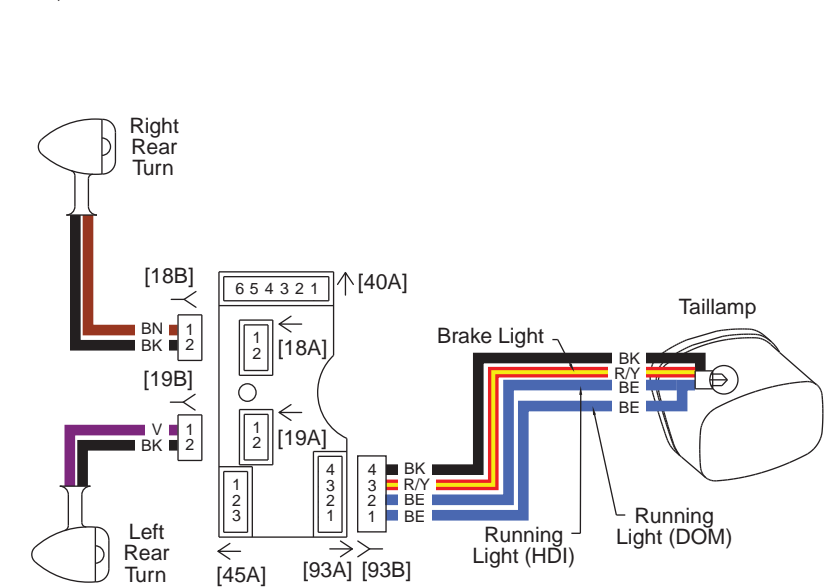 Right
Rear
Turn
[18B]
BN 1
BK 2
[19B]
V 1
BK 2
Left
Rear
Turn
6 5 4 3 2 1
[40A]
1
2
[18A]
1
2
[19A]
1
2
3
[45A]
4
3
2
1
[93A]
[93B]
4 BK
3 R/Y
2 BE
1 BE
Brake Light
Taillamp
BK
R/Y
BE
BE
Running
Light (HDI)
Running
Light (DOM)